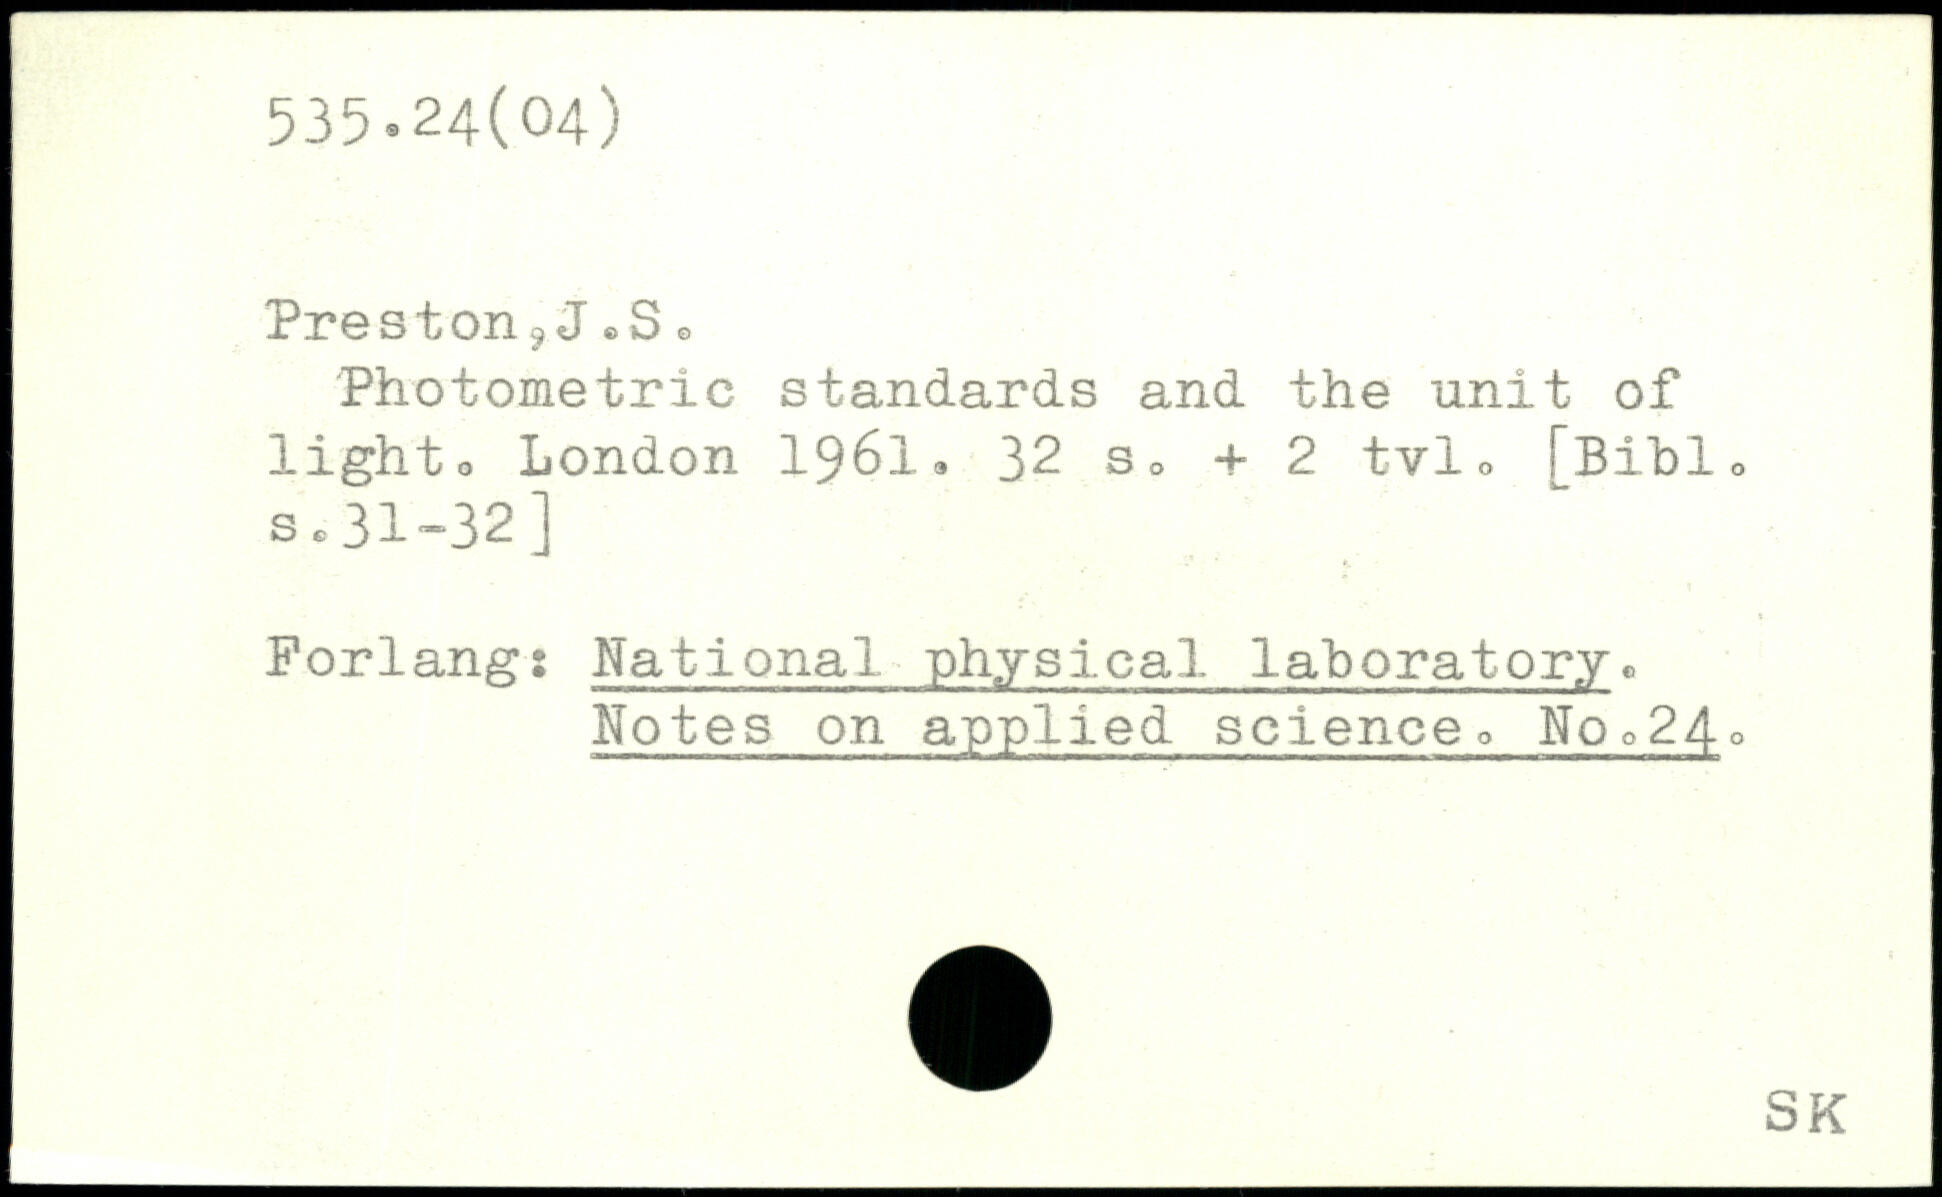 535.24(04)
Preston,J.S.
Photometric standards and the unit of
light. London 1961. 32 s. + 2 tvl. [Bibl.
s.31-32]
Forlang: National physical laboratory.
Notes on applied science. No.24.
SK